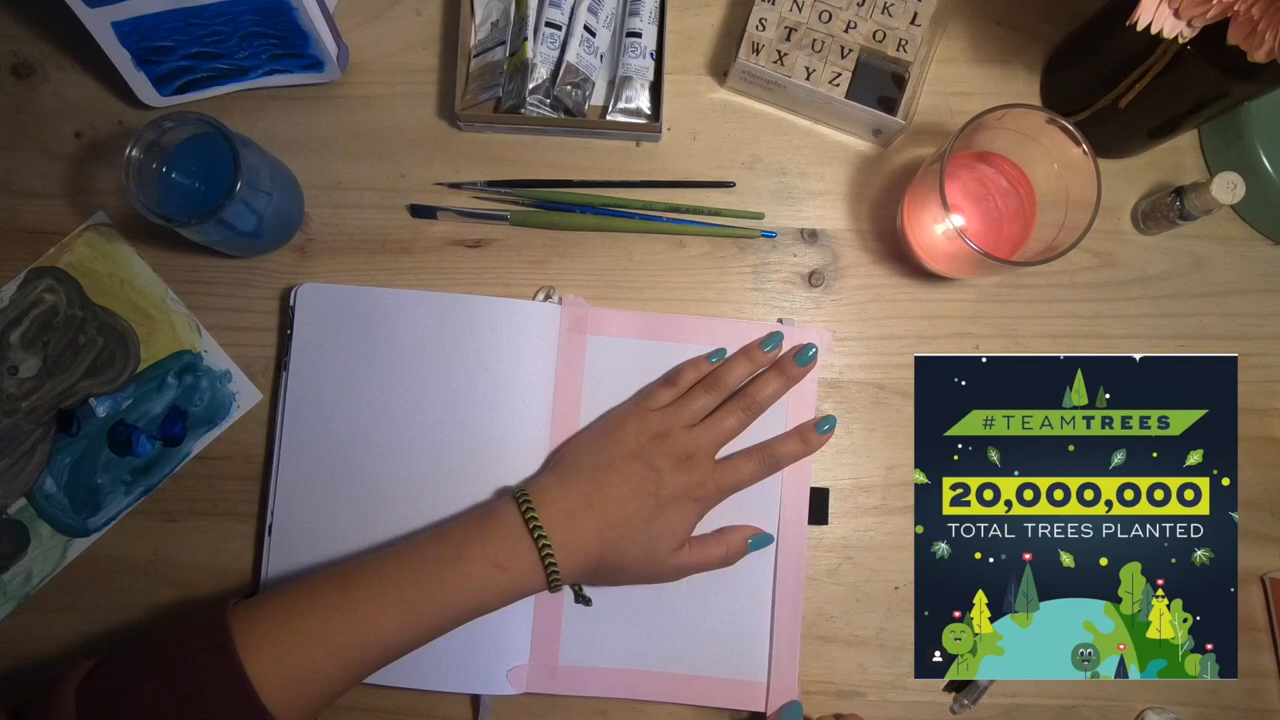 J K L
M N O P
S T U V Q R
W X Y Z
#TEAMTREES
20,000,000
TOTAL TREES PLANTED